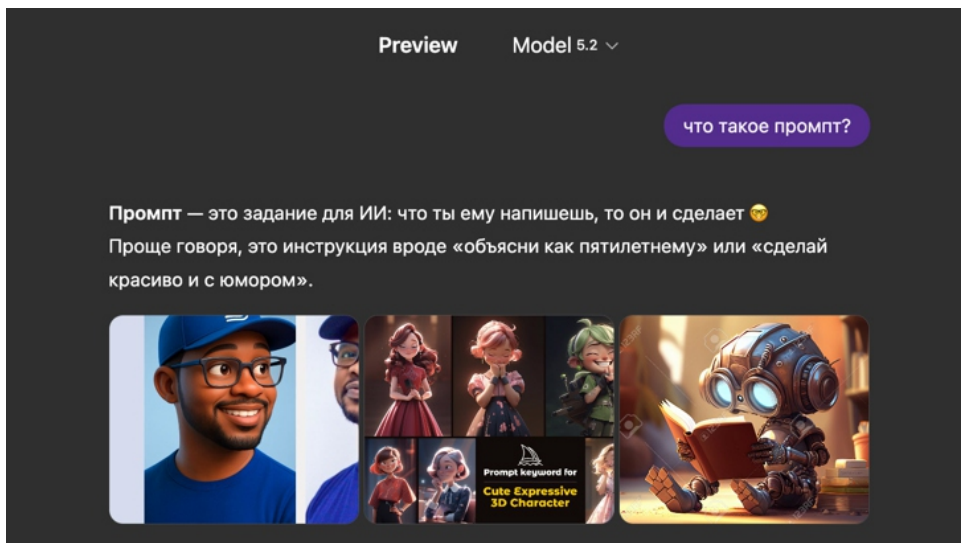 Preview
Model 5.2
что такое промпт?
Промпт — это задание для ИИ: что ты ему напишешь, то он и сделает 🤓
Проще говоря, это инструкция вроде «объясни как пятилетнему» или «сделай
красиво и с юмором».
Prompt keyword for
Cute Expressive
3D Character
123RF